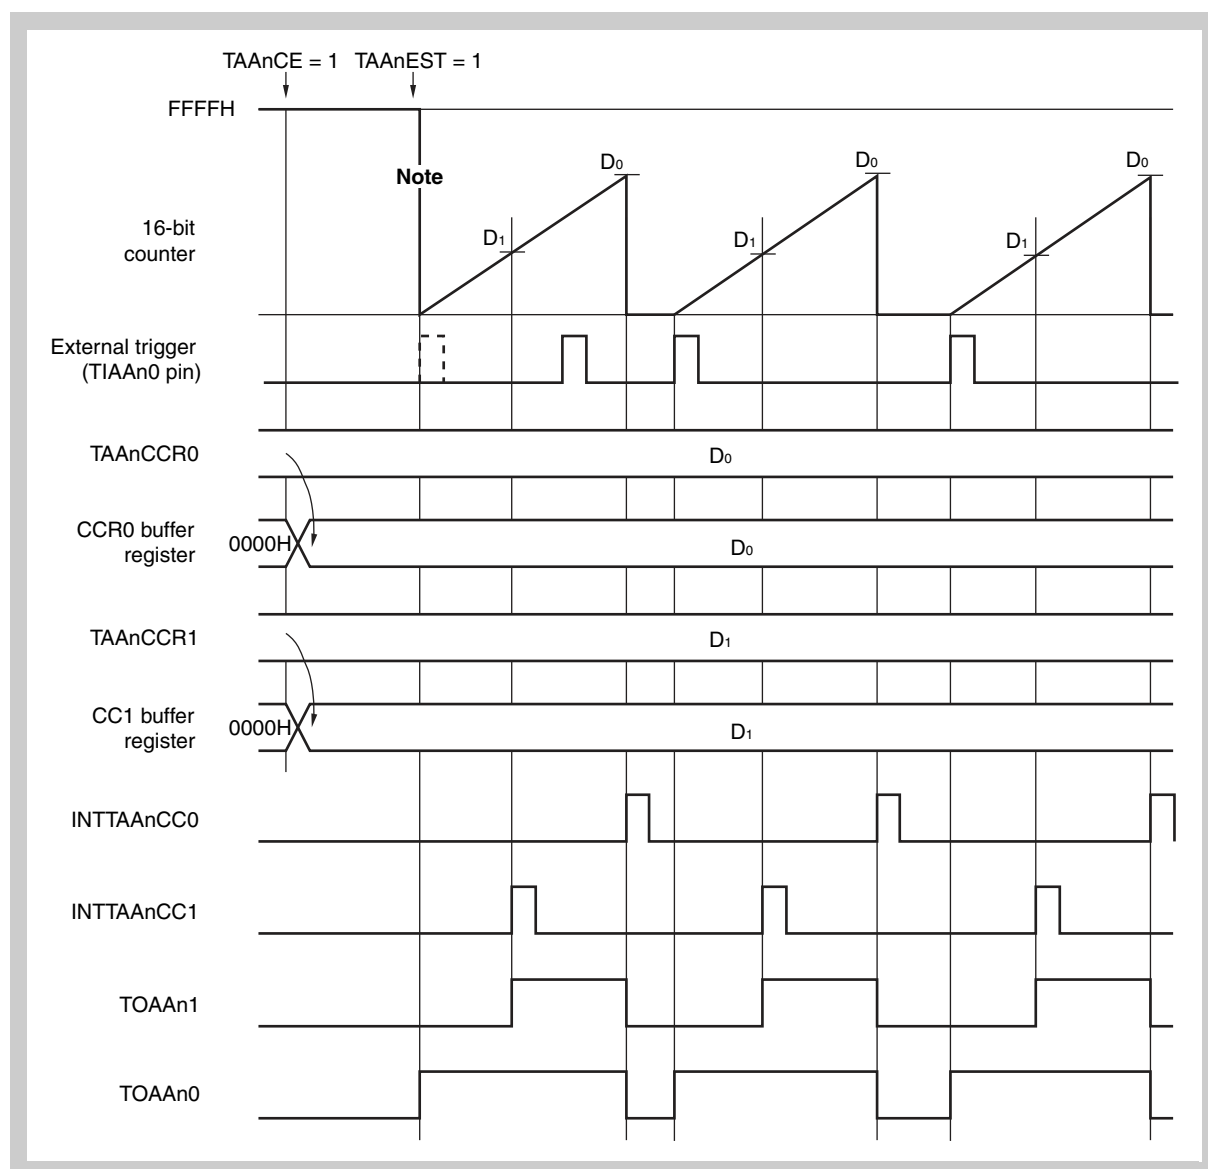 TAAnCE = 1 TAAnEST = 1
FFFFH
Note
D0 D0 D0
D1 D1 D1
16-bit
counter
External trigger
(TIAAn0 pin)
TAAnCCR0
D0
CCR0 buffer
register
0000H
D0
TAAnCCR1
D1
CC1 buffer
register
0000H
D1
INTTAAnCC0
INTTAAnCC1
TOAAn1
TOAAn0